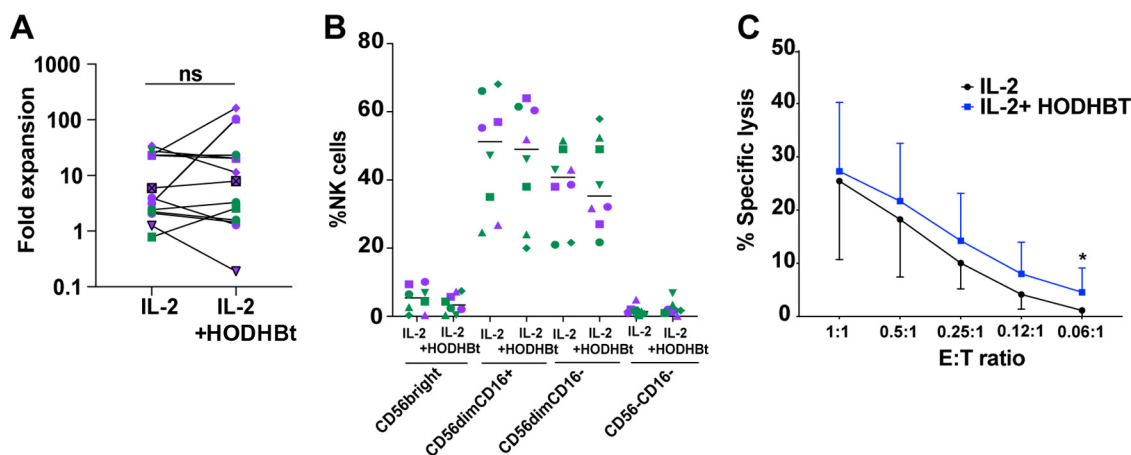 A
Fold expansion
1000
100
10
1
0.1
ns
IL-2
IL-2
+HODHBt
B
%NK cells
80
60
40
20
0
IL-2 IL-2
+HODHBt
IL-2 IL-2
+HODHBt
IL-2 IL-2
+HODHBt
IL-2 IL-2
+HODHBt
CD56bright
CD56dimCD16+
CD56dimCD16-
CD56-CD16-
C
% Specific lysis
50
40
30
20
10
0
IL-2
IL-2+ HODHBT
*
1:1 0.5:1 0.25:1 0.12:1 0.06:1
E:T ratio